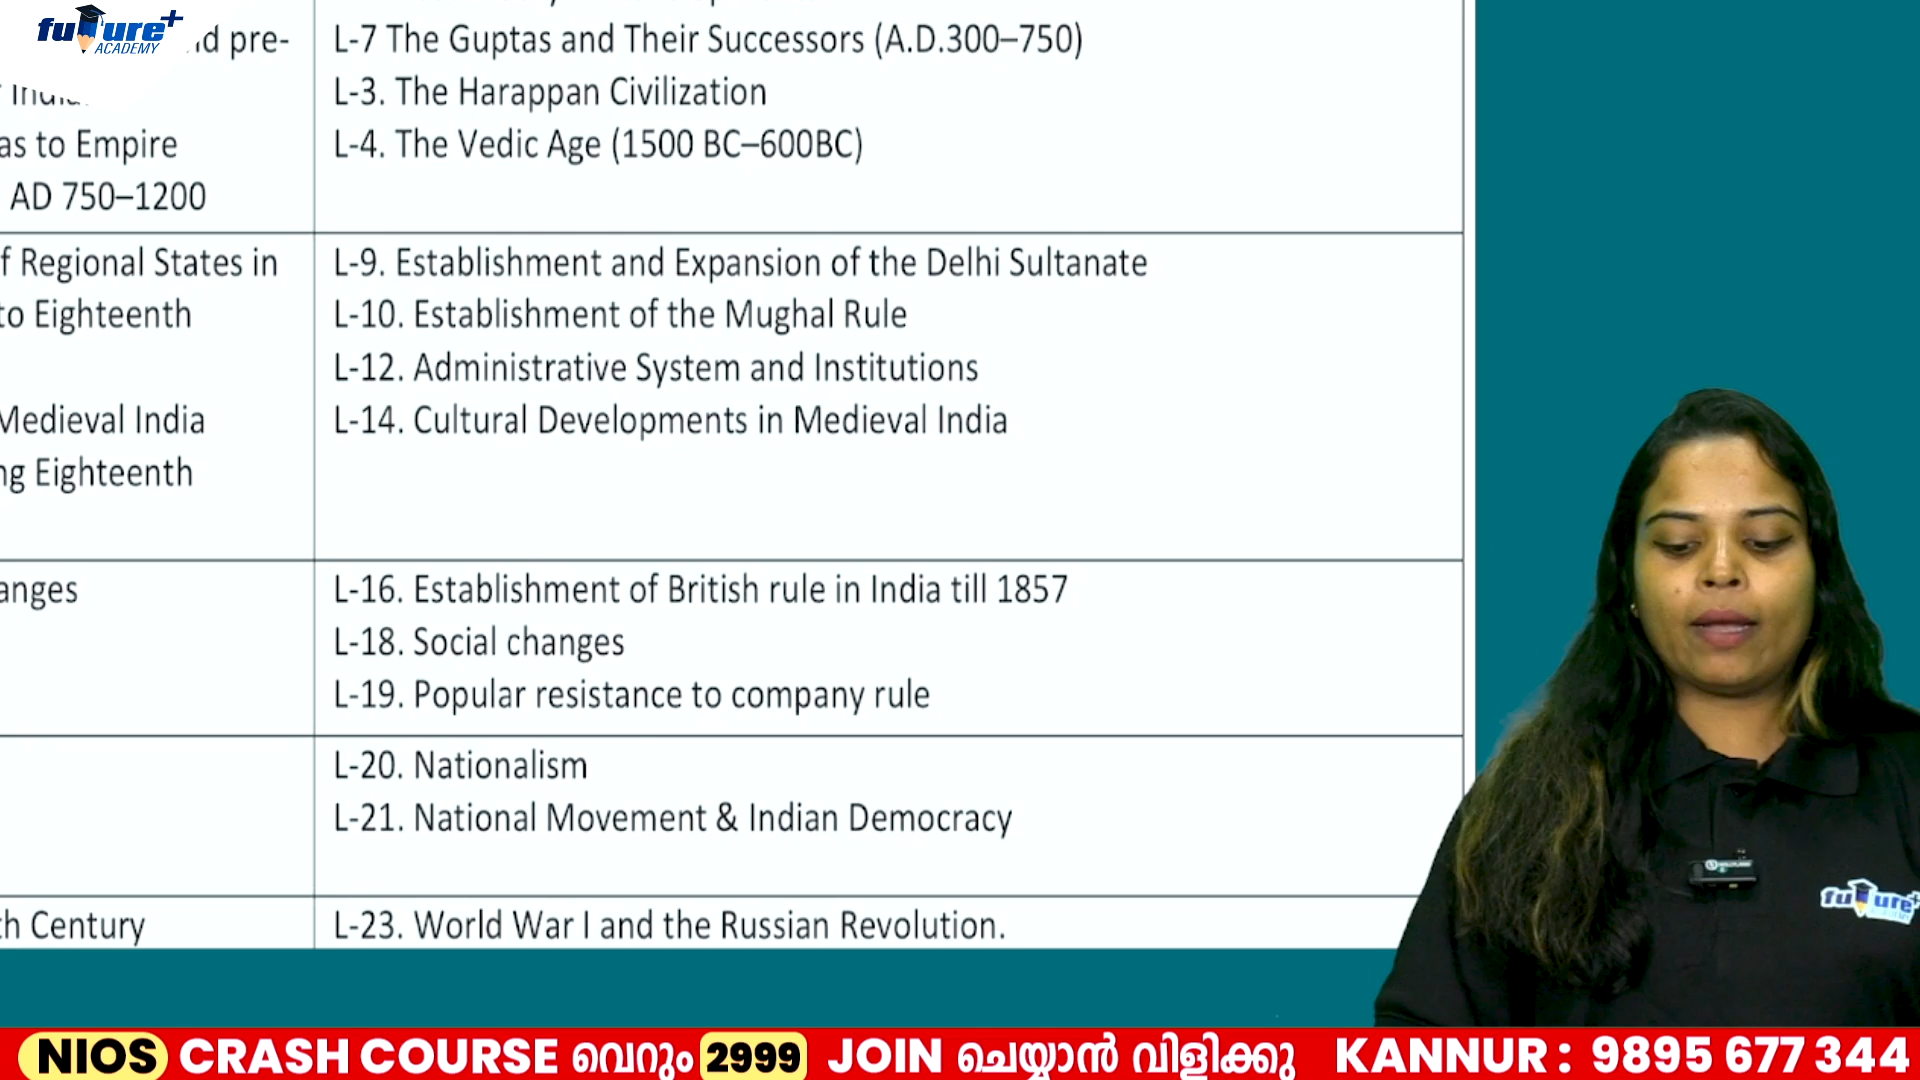 future+
ACADEMY
d pre-
as to Empire
AD 750–1200
L-7 The Guptas and Their Successors (A.D.300–750)
L-3. The Harappan Civilization
L-4. The Vedic Age (1500 BC–600BC)
f Regional States in
to Eighteenth
Medieval India
ng Eighteenth
L-9. Establishment and Expansion of the Delhi Sultanate
L-10. Establishment of the Mughal Rule
L-12. Administrative System and Institutions
L-14. Cultural Developments in Medieval India
anges
L-16. Establishment of British rule in India till 1857
L-18. Social changes
L-19. Popular resistance to company rule
L-20. Nationalism
L-21. National Movement & Indian Democracy
th Century
L-23. World War I and the Russian Revolution.
future+
NIOS CRASH COURSE വെറും 2999 JOIN ചെയ്യാൻ വിളിക്കു KANNUR : 9895 677 344